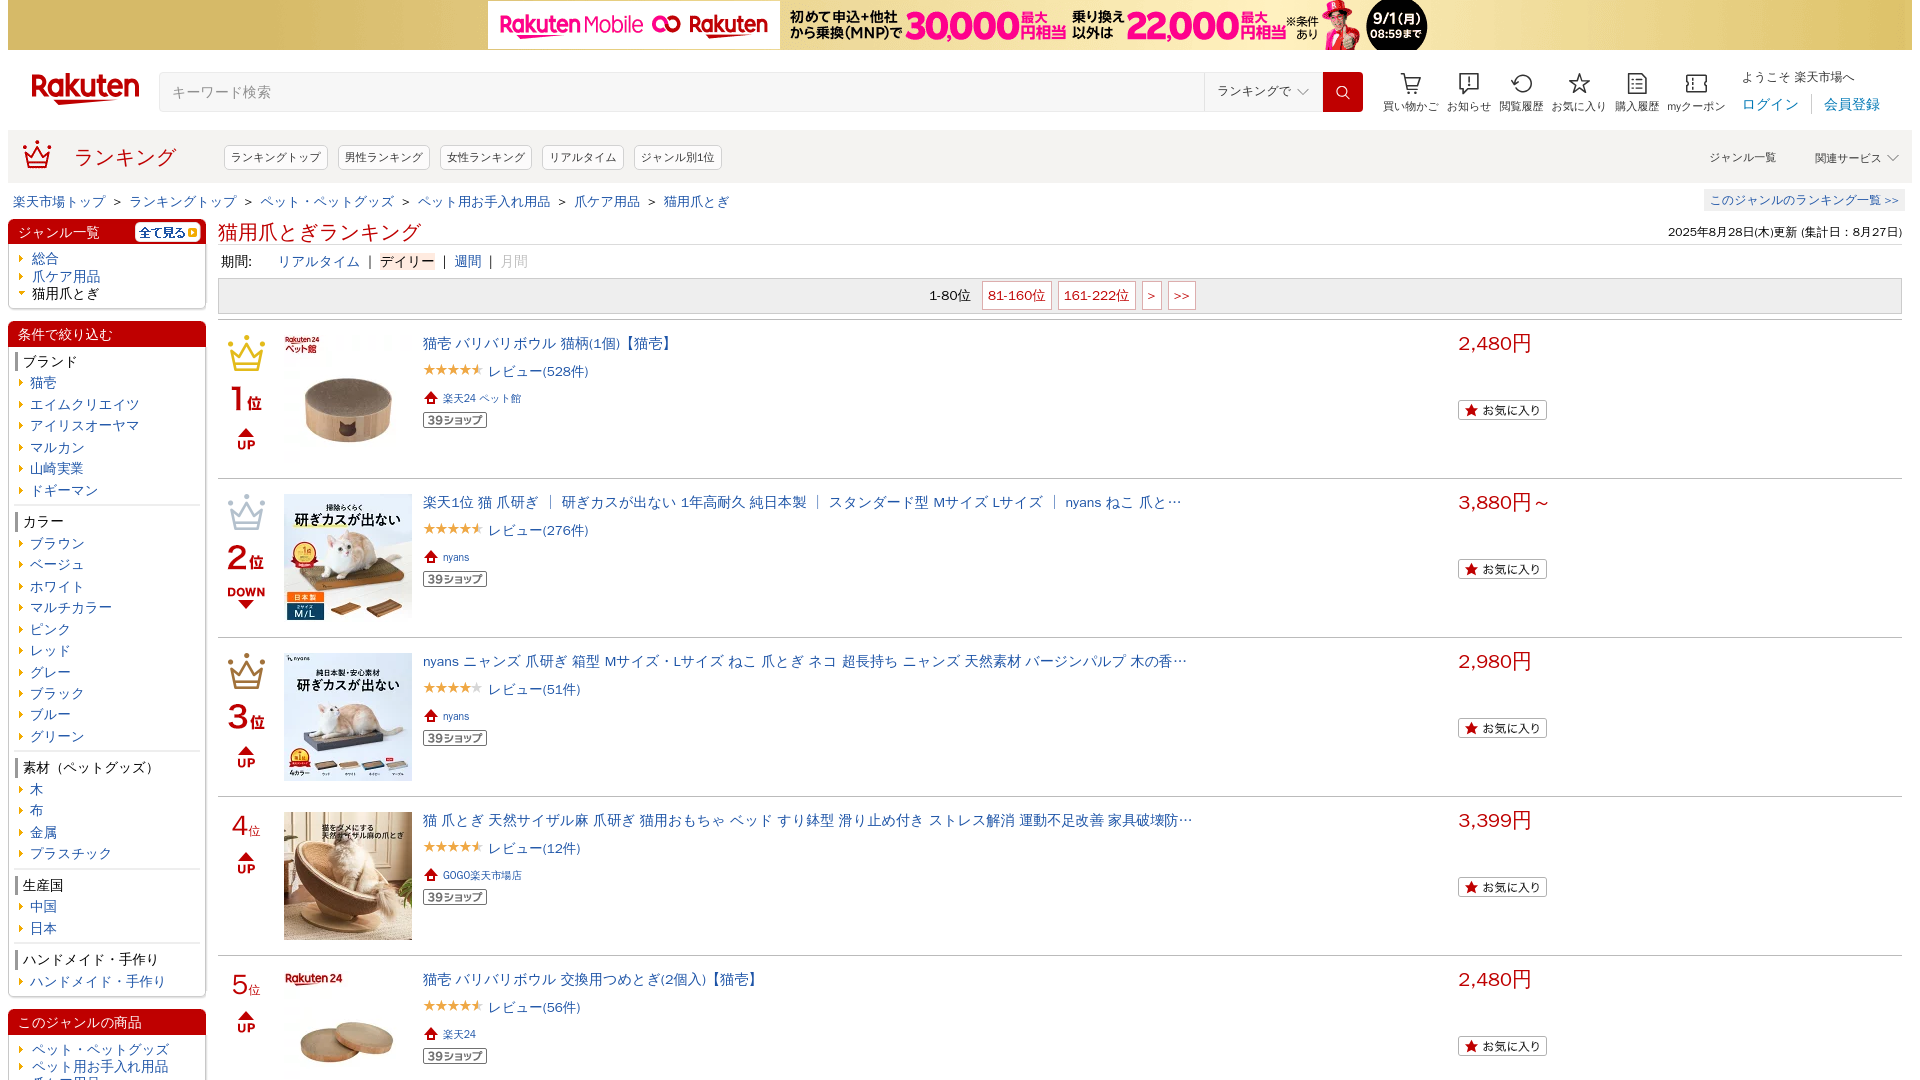 Rakuten Mobile Rakuten 初めて申込+他社から乗換(MNP)で30,000最大円相当 乗り換え以外は22,000最大円相当 ※条件あり 9/1(月) 08:59まで
Rakuten
キーワード検索
ランキングで
買い物かご
お知らせ
閲覧履歴
お気に入り
購入履歴
myクーポン
ようこそ 楽天市場へ
ログイン
会員登録
ランキング
ランキングトップ
男性ランキング
女性ランキング
リアルタイム
ジャンル別1位
ジャンル一覧
関連サービス
楽天市場トップ > ランキングトップ > ペット・ペットグッズ > ペット用お手入れ用品 > 爪ケア用品 > 猫用爪とぎ
このジャンルのランキング一覧 >>
ジャンル一覧
全て見る
総合
爪ケア用品
猫用爪とぎ
条件で絞り込む
ブランド
猫壱
エイムクリエイツ
アイリスオーヤマ
マルカン
山崎実業
ドギーマン
カラー
ブラウン
ベージュ
ホワイト
マルチカラー
ピンク
レッド
グレー
ブラック
ブルー
グリーン
素材（ペットグッズ）
木
布
金属
プラスチック
生産国
中国
日本
ハンドメイド・手作り
ハンドメイド・手作り
このジャンルの商品
ペット・ペットグッズ
ペット用お手入れ用品
猫用爪とぎランキング
2025年8月28日(木)更新 (集計日：8月27日)
期間: リアルタイム | デイリー | 週間 | 月間
1-80位 81-160位 161-222位 > >>
1位
UP
Rakuten 24
ペット館
猫壱 バリバリボウル 猫柄(1個)【猫壱】
レビュー(528件)
楽天24 ペット館
39ショップ
2,480円
お気に入り
2位
DOWN
掃除らくらく
研ぎカスが出ない
日本製
M/L
楽天1位 猫 爪研ぎ ｜ 研ぎカスが出ない 1年高耐久 純日本製 ｜ スタンダード型 Mサイズ Lサイズ ｜ nyans ねこ 爪と…
レビュー(276件)
nyans
39ショップ
3,880円～
お気に入り
3位
UP
nyans
純日本製・安心素材
研ぎカスが出ない
4カラー
nyans ニャンズ 爪研ぎ 箱型 Mサイズ・Lサイズ ねこ 爪とぎ ネコ 超長持ち ニャンズ 天然素材 バージンパルプ 木の香…
レビュー(51件)
nyans
39ショップ
2,980円
お気に入り
4位
UP
猫をダメにする
天然サイザル麻の爪とぎ
猫 爪とぎ 天然サイザル麻 爪研ぎ 猫用おもちゃ ベッド すり鉢型 滑り止め付き ストレス解消 運動不足改善 家具破壊防…
レビュー(12件)
GOGO楽天市場店
39ショップ
3,399円
お気に入り
5位
UP
Rakuten 24
猫壱 バリバリボウル 交換用つめとぎ(2個入)【猫壱】
レビュー(56件)
楽天24
39ショップ
2,480円
お気に入り